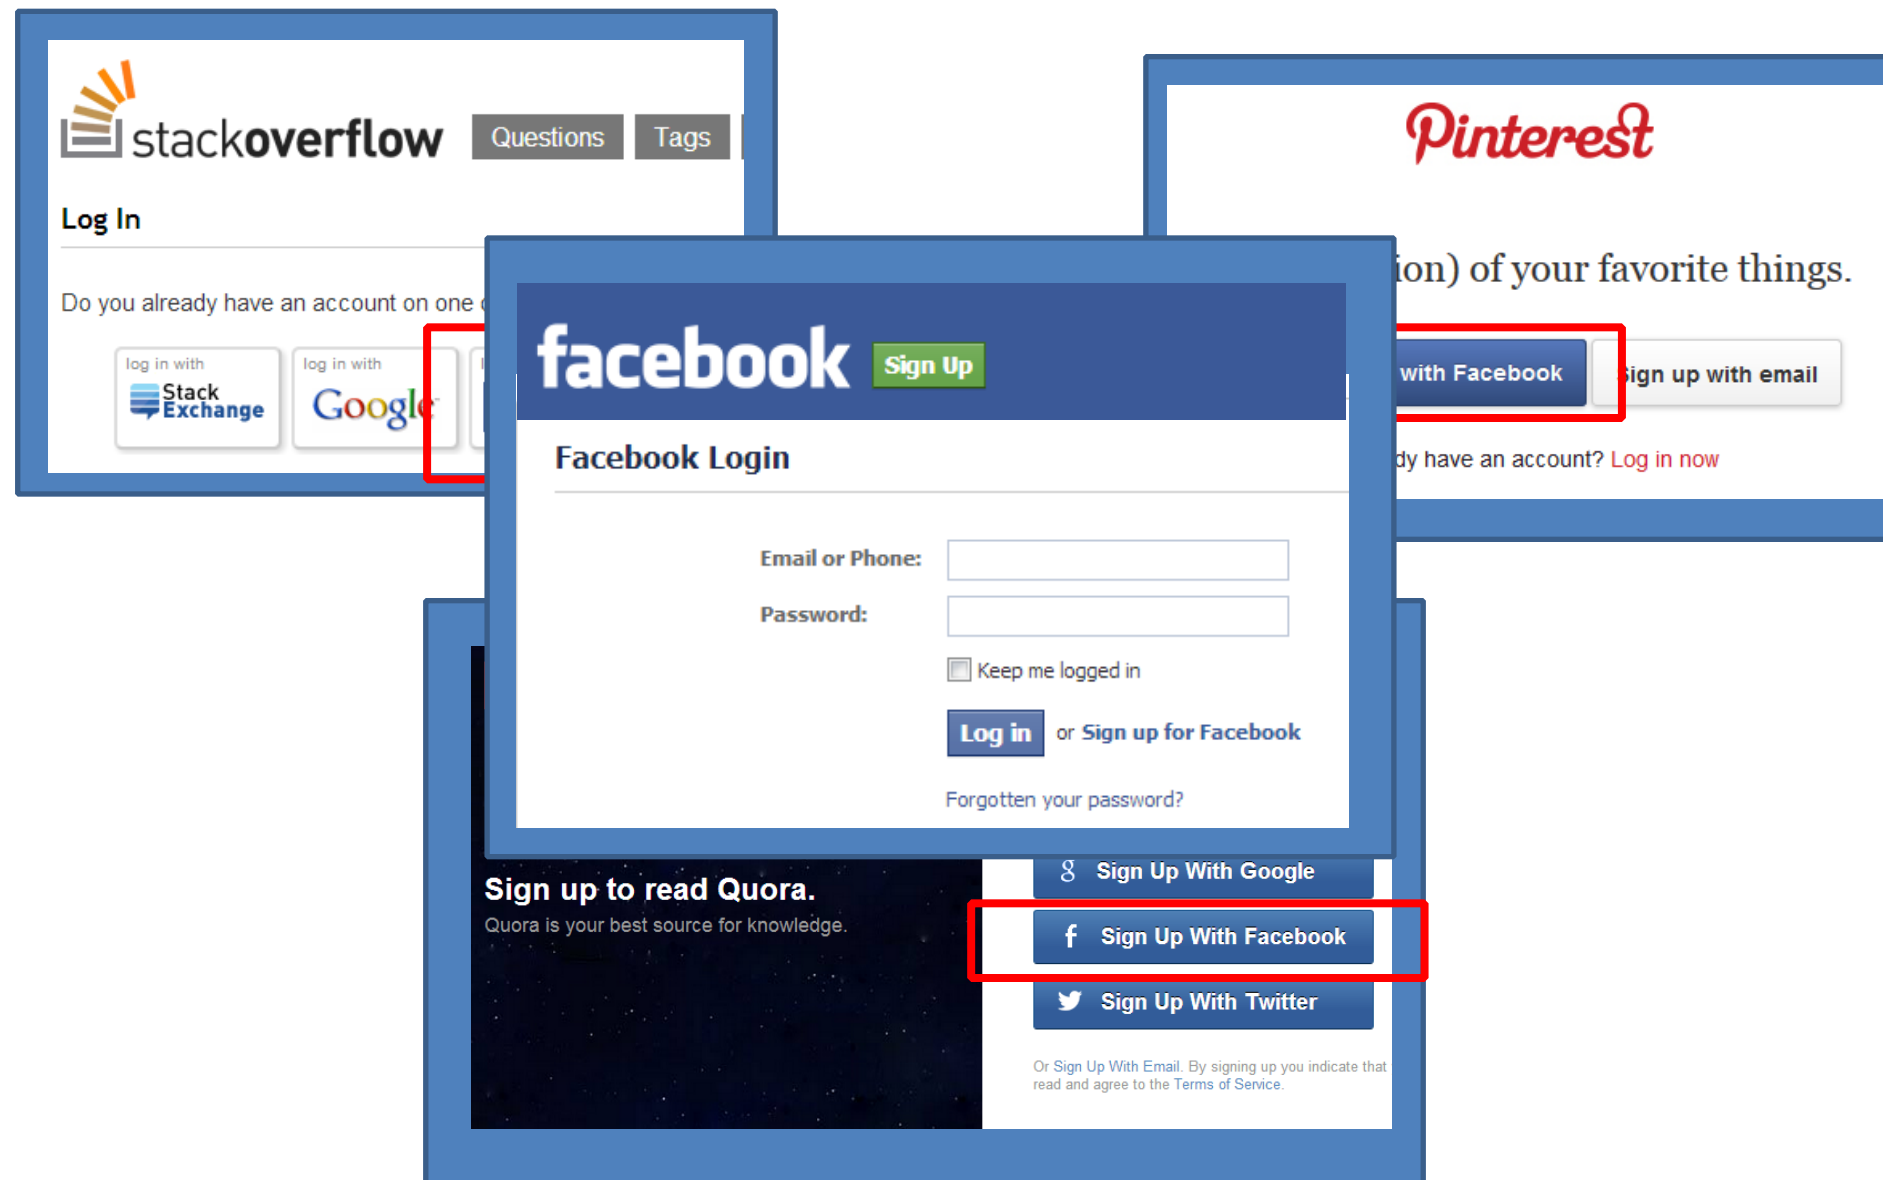 stackoverflow
Questions
Tags
Log In
Do you already have an account on one
log in with
Stack
Exchange
log in with
Google
Pinterest
ion) of your favorite things.
with Facebook
Sign up with email
dy have an account? Log in now
facebook
Sign Up
Facebook Login
Email or Phone:
Password:
Keep me logged in
Log in or Sign up for Facebook
Forgotten your password?
Sign up to read Quora.
Quora is your best source for knowledge.
g Sign Up With Google
f Sign Up With Facebook
Sign Up With Twitter
Or Sign Up With Email. By signing up you indicate that
read and agree to the Terms of Service.